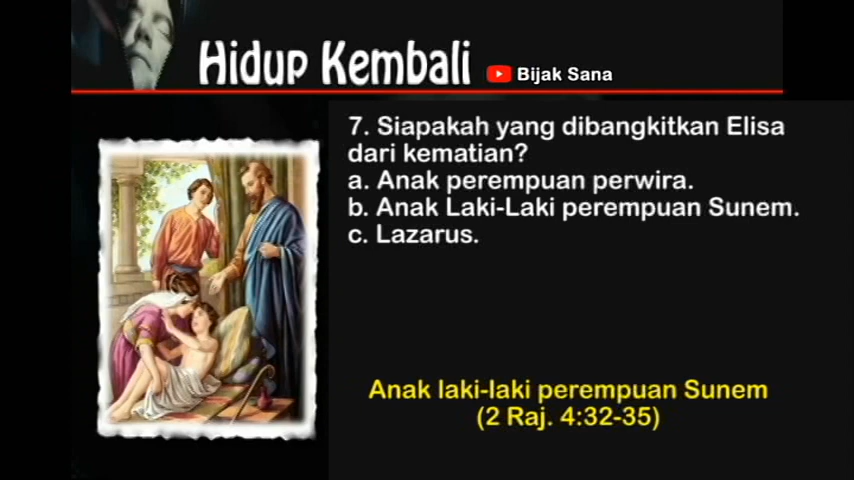 Hidup Kembali
Bijak Sana
7. Siapakah yang dibangkitkan Elisa
dari kematian?
a. Anak perempuan perwira.
b. Anak Laki-Laki perempuan Sunem.
c. Lazarus.
Anak laki-laki perempuan Sunem
(2 Raj. 4:32-35)